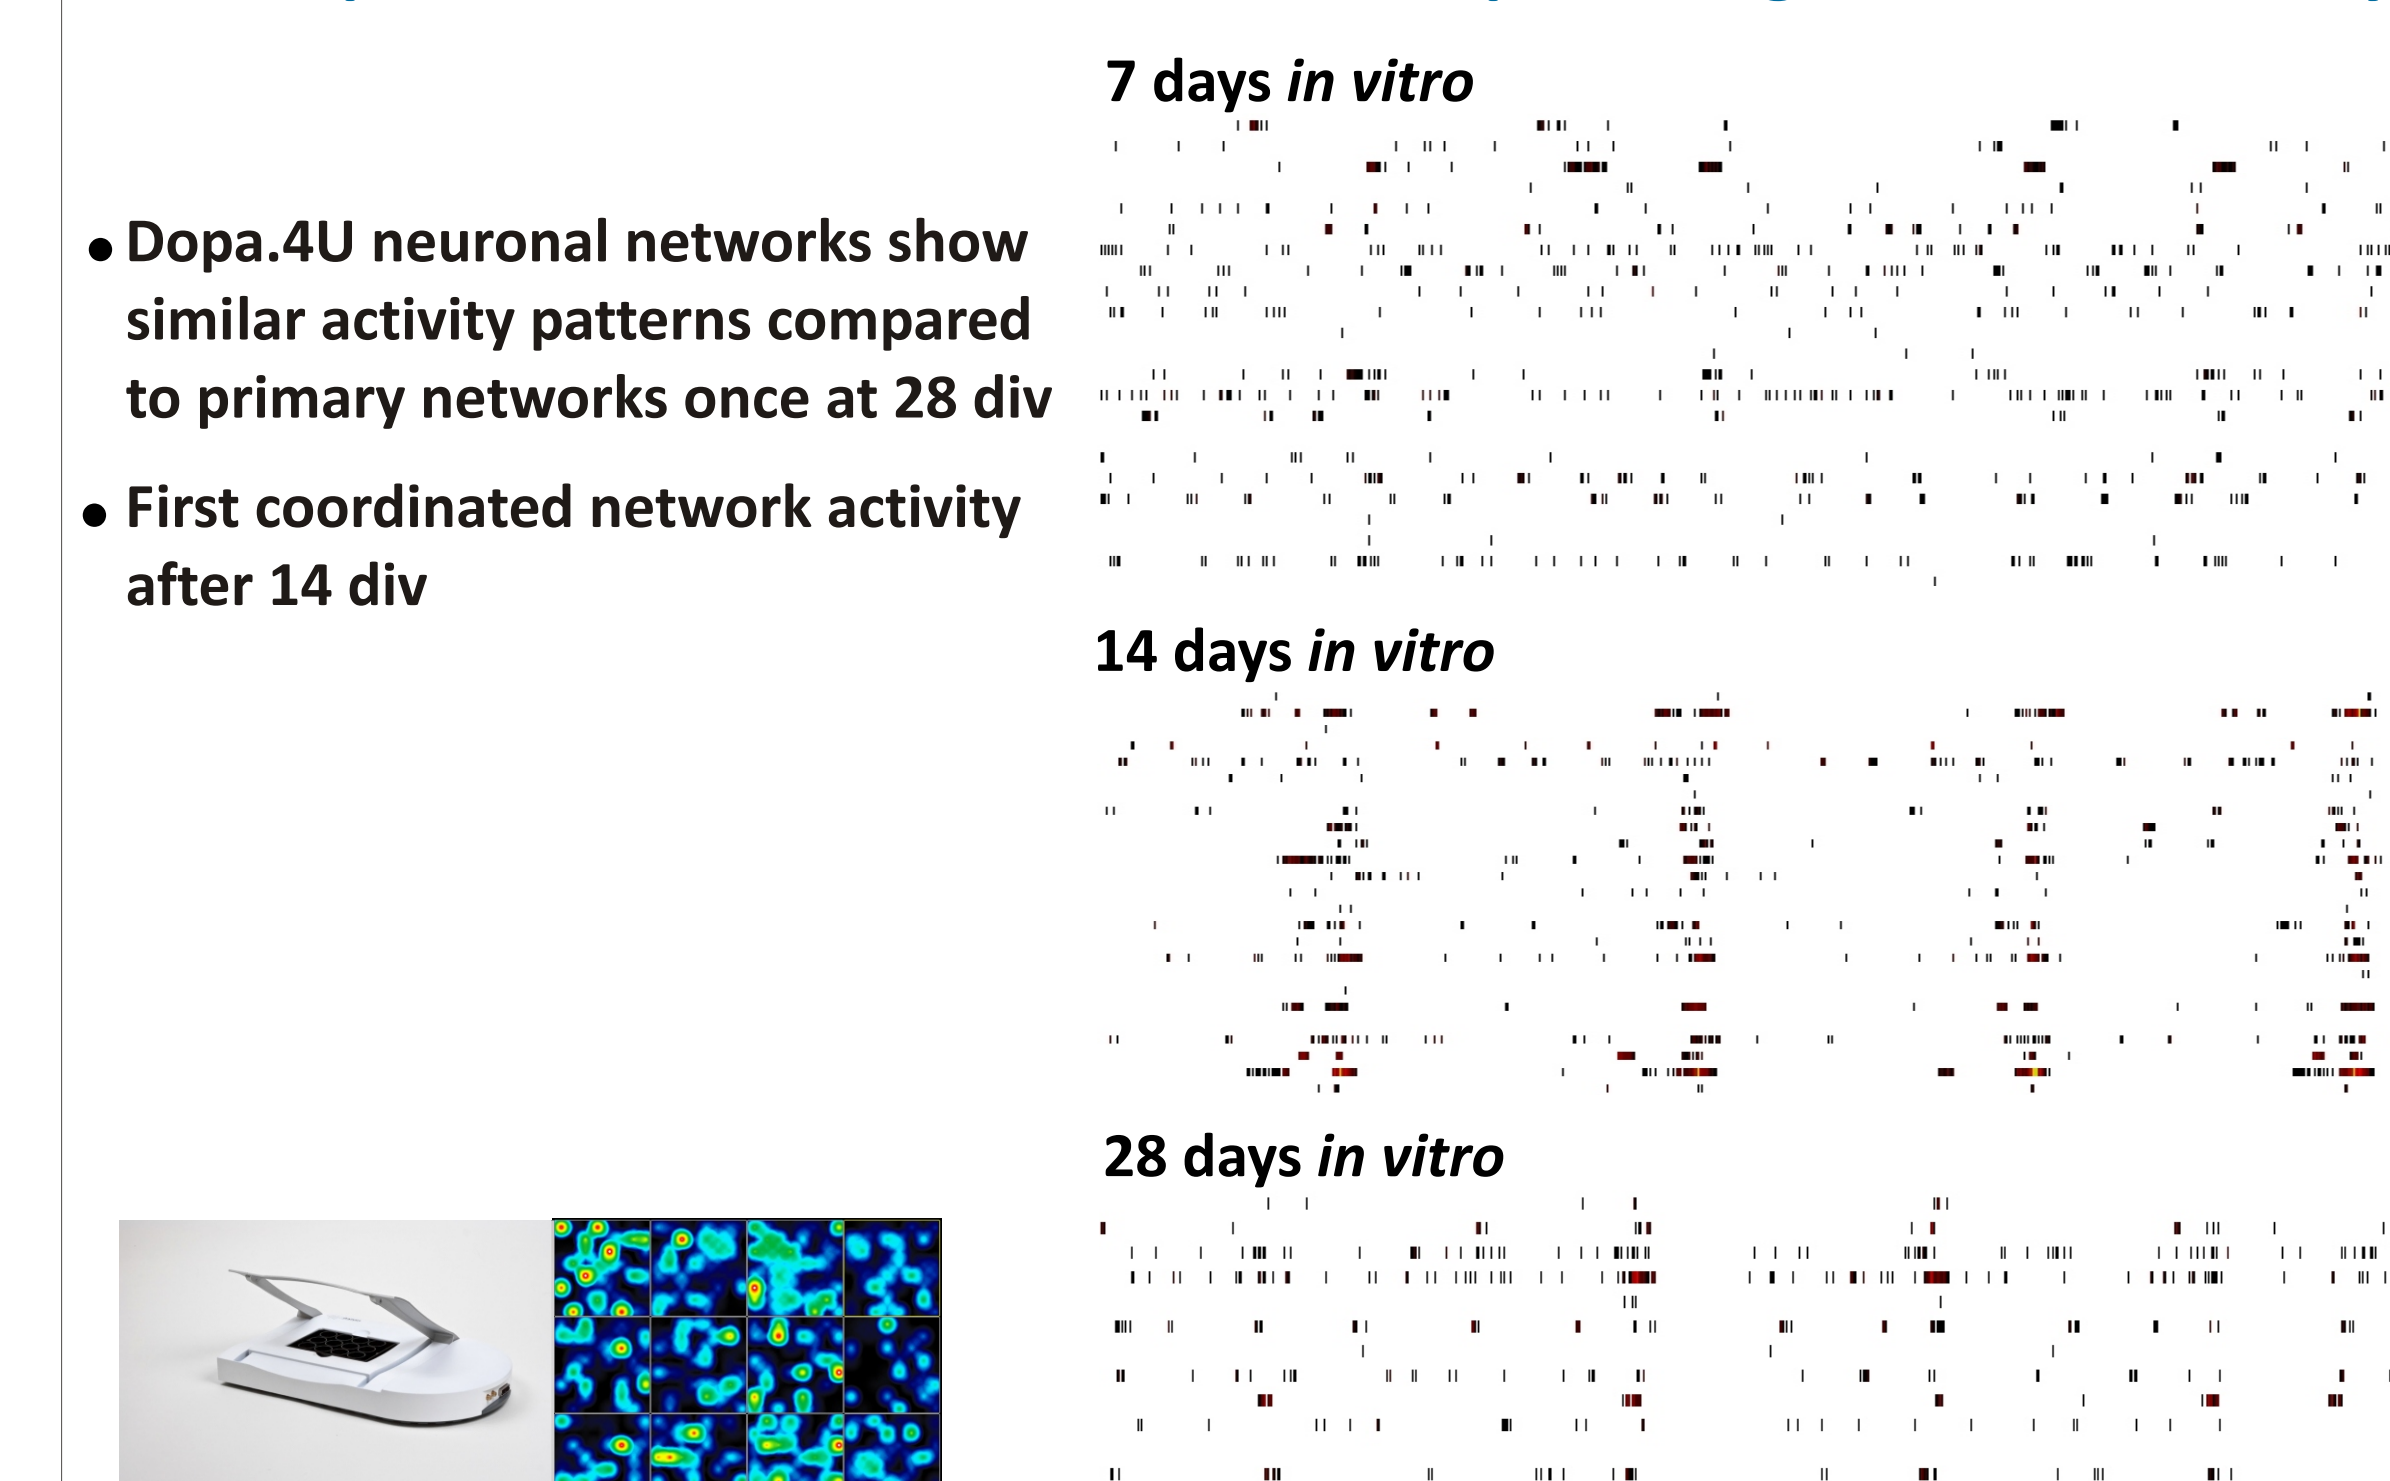 Dopa.4U neuronal networks show
similar activity patterns compared
to primary networks once at 28 div
First coordinated network activity
after 14 div
7 days in vitro
14 days in vitro
28 days in vitro